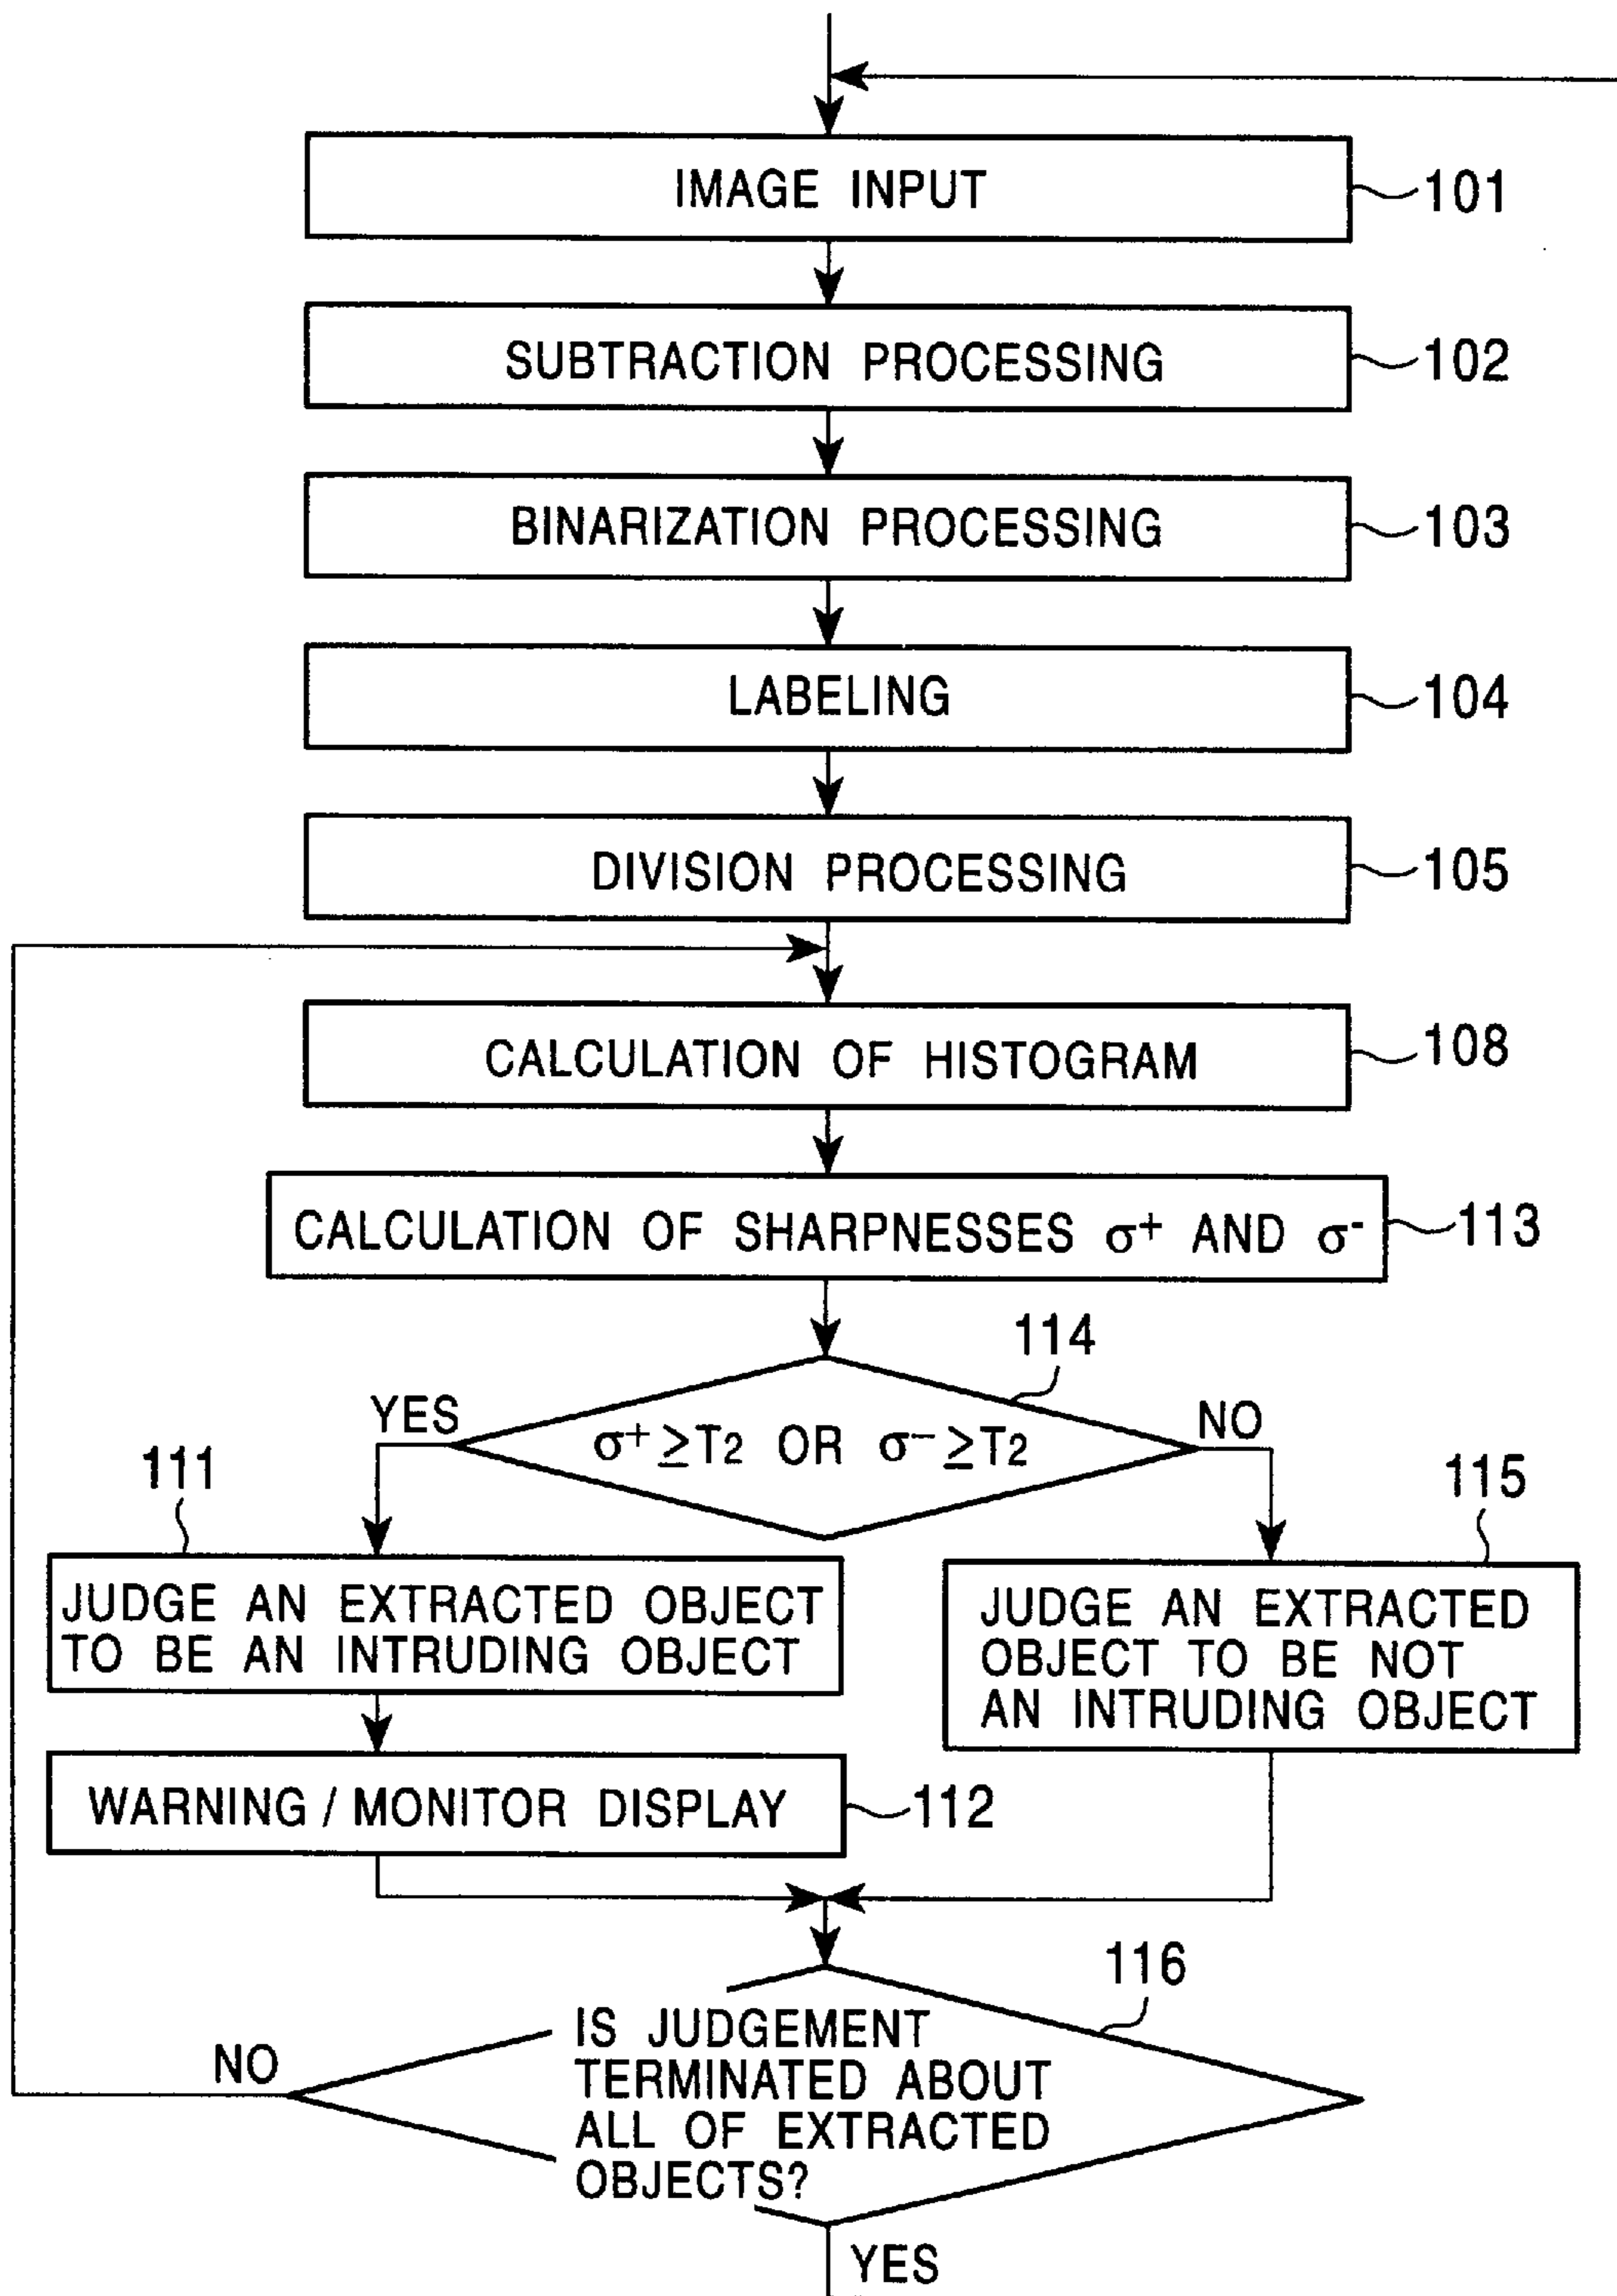 IMAGE INPUT
101
SUBTRACTION PROCESSING
102
BINARIZATION PROCESSING
103
LABELING
104
DIVISION PROCESSING
105
CALCULATION OF HISTOGRAM
108
CALCULATION OF SHARPNESSES σ+ AND σ-
113
114
YES
σ+ ≥T2 OR σ- ≥T2
NO
111
115
JUDGE AN EXTRACTED OBJECT
TO BE AN INTRUDING OBJECT
JUDGE AN EXTRACTED
OBJECT TO BE NOT
AN INTRUDING OBJECT
WARNING / MONITOR DISPLAY
112
116
IS JUDGEMENT
TERMINATED ABOUT
ALL OF EXTRACTED
OBJECTS?
NO
YES